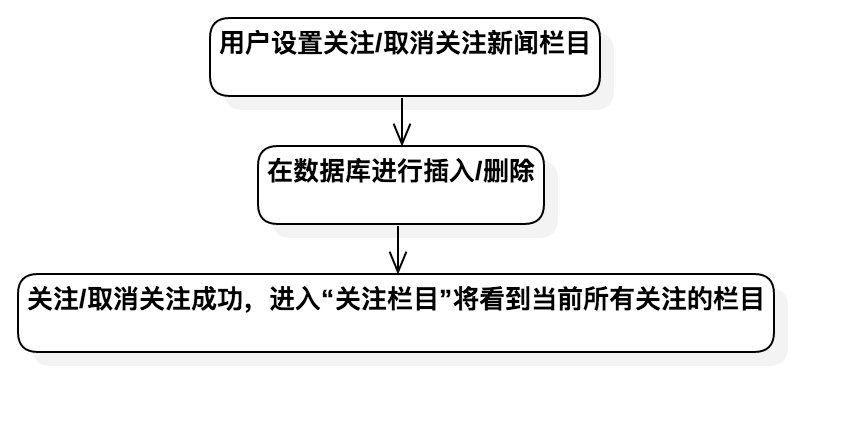 用户设置关注/取消关注新闻栏目
在数据库进行插入/删除
关注/取消关注成功，进入“关注栏目”将看到当前所有关注的栏目